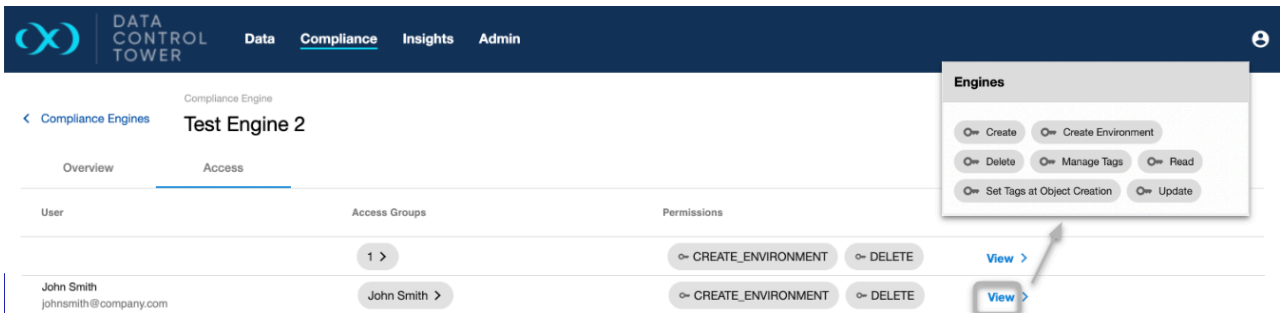 DATA
CONTROL
TOWER
Data Compliance Insights Admin
Engines
Create Create Environment
Delete Manage Tags Read
Set Tags at Object Creation Update
Compliance Engines
Compliance Engine
Test Engine 2
Overview Access
User Access Groups Permissions
1 CREATE_ENVIRONMENT DELETE View
John Smith
johnsmith@company.com
John Smith CREATE_ENVIRONMENT DELETE View